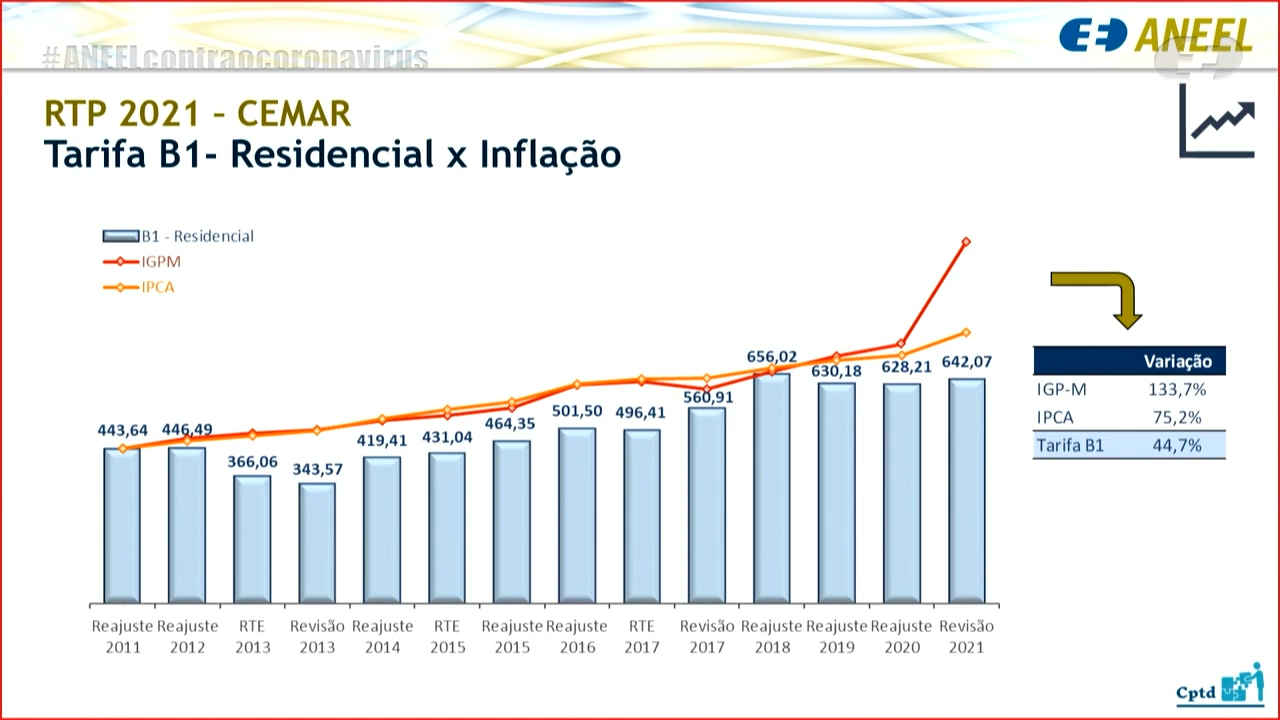 #ANEELcontraocoronavirus
ANEEL
RTP 2021 – CEMAR
Tarifa B1- Residencial x Inflação
B1 - Residencial
IGPM
IPCA
443,64
446,49
366,06
343,57
419,41
431,04
464,35
501,50
496,41
560,91
656,02
630,18
628,21
642,07
Variação
IGP-M 133,7%
IPCA 75,2%
Tarifa B1 44,7%
Reajuste 2011
Reajuste 2012
RTE 2013
Revisão 2013
Reajuste 2014
RTE 2015
Reajuste 2015
Reajuste 2016
RTE 2017
Revisão 2017
Reajuste 2018
Reajuste 2019
Reajuste 2020
Revisão 2021
Cptd